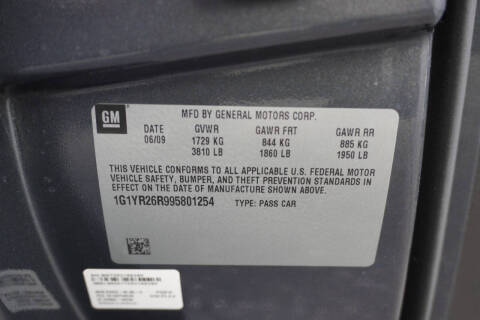 GM
MFD BY GENERAL MOTORS CORP.
DATE GVWR GAWR FRT GAWR RR
06/09 1729 KG 844 KG 885 KG
3810 LB 1860 LB 1950 LB
THIS VEHICLE CONFORMS TO ALL APPLICABLE U.S. FEDERAL MOTOR
VEHICLE SAFETY, BUMPER, AND THEFT PREVENTION STANDARDS IN
EFFECT ON THE DATE OF MANUFACTURE SHOWN ABOVE.
1G1YR26R995801254 TYPE: PASS CAR